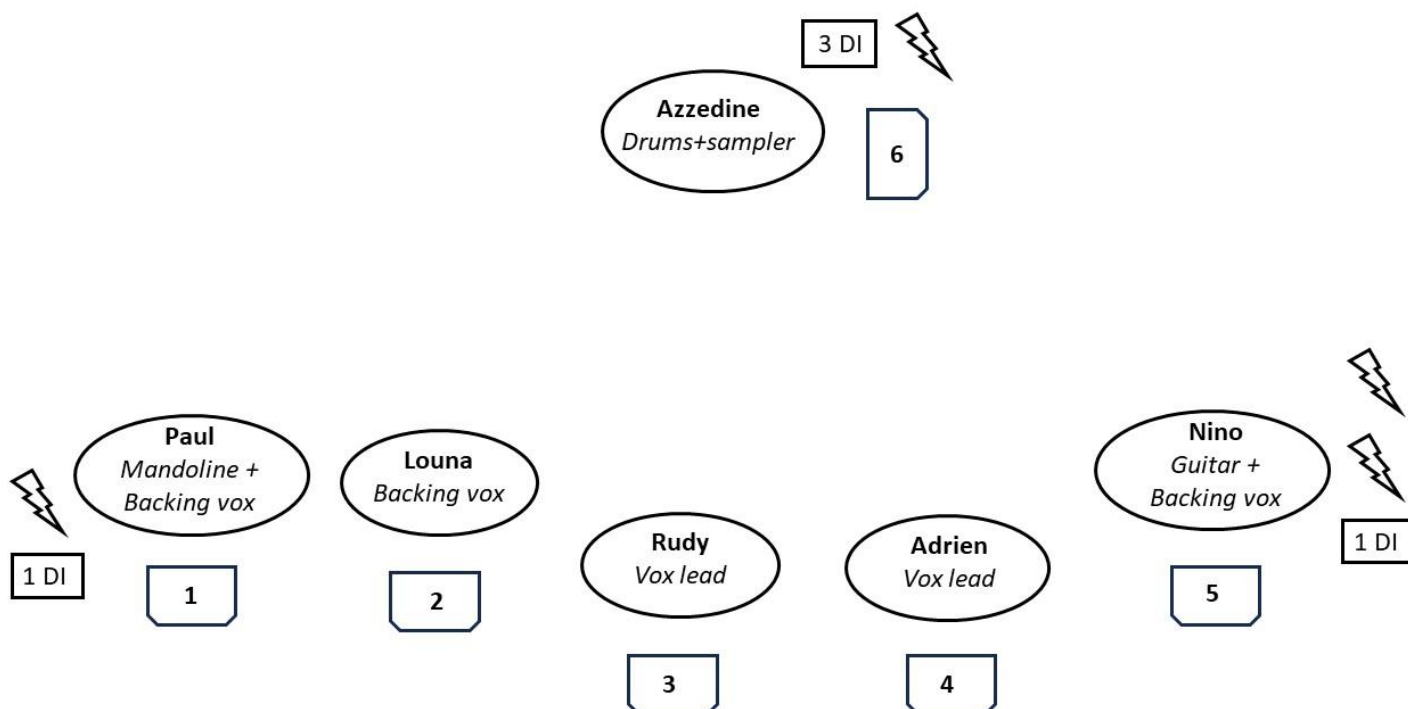 3 DI
Azzedine
Drums+sampler
6
Paul
Mandoline +
Backing vox
Louna
Backing vox
Nino
Guitar +
Backing vox
Rudy
Vox lead
Adrien
Vox lead
1 DI
1 DI
1
2
5
3
4